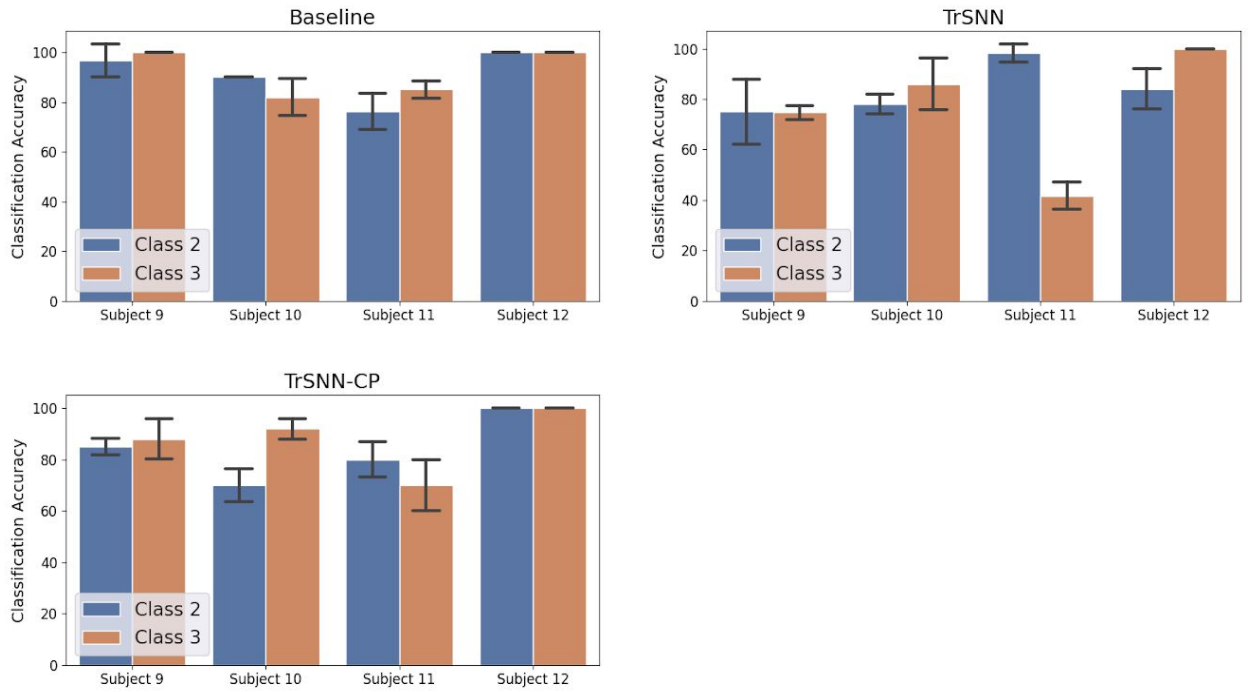 Baseline
Classification Accuracy
100
80
60
40
20
0
Class 2
Class 3
Subject 9 Subject 10 Subject 11 Subject 12
TrSNN
Classification Accuracy
100
80
60
40
20
0
Class 2
Class 3
Subject 9 Subject 10 Subject 11 Subject 12
TrSNN-CP
Classification Accuracy
100
80
60
40
20
0
Class 2
Class 3
Subject 9 Subject 10 Subject 11 Subject 12